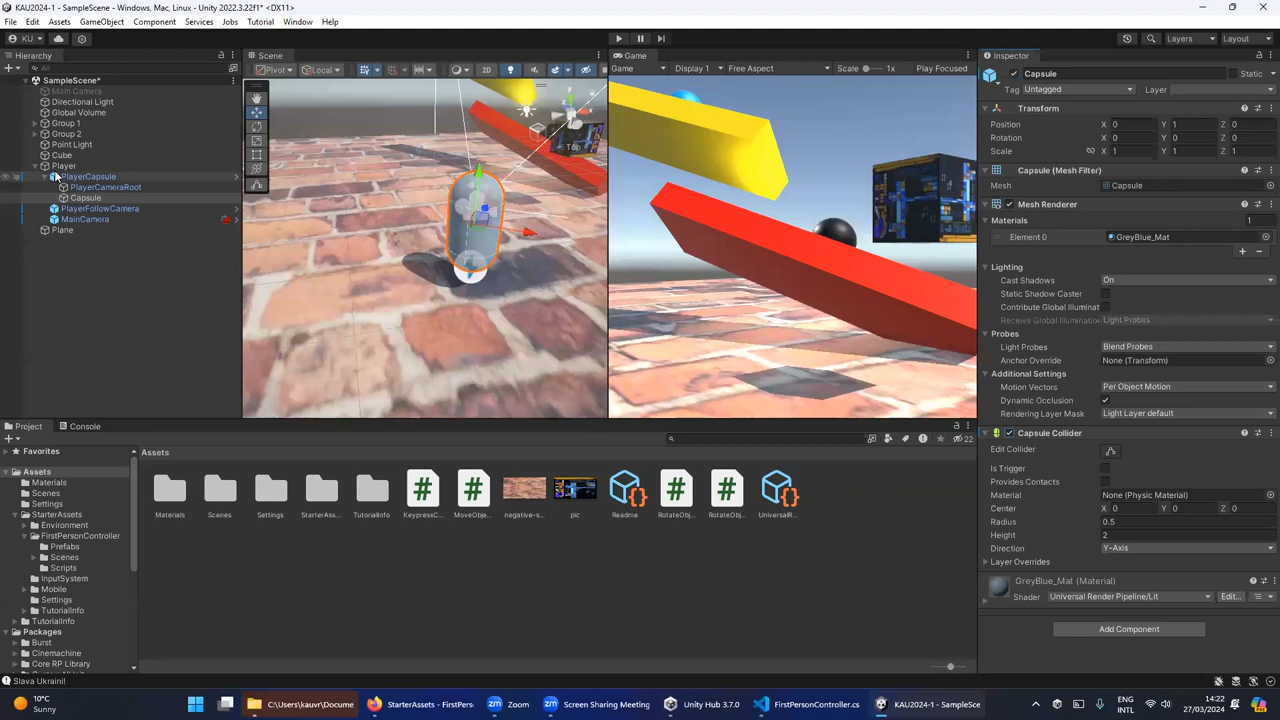 KAU2024-1 - SampleScene - Windows, Mac, Linux - Unity 2022.3.22f1* <DX11>
File Edit Assets GameObject Component Services Jobs Tutorial Window Help
KU
Layers
Layout
Hierarchy
All
SampleScene*
Main Camera
Directional Light
Global Volume
Group 1
Group 2
Point Light
Cube
Player
PlayerCapsule
PlayerCameraRoot
Capsule
PlayerFollowCamera
MainCamera
Plane
Scene
Pivot
Local
2D
Top
Game
Game
Display 1
Free Aspect
Scale
1x
Play Focused
Inspector
Capsule
Static
Tag Untagged
Layer
Transform
Position X 0 Y 1 Z 0
Rotation X 0 Y 0 Z 0
Scale X 1 Y 1 Z 1
Capsule (Mesh Filter)
Mesh Capsule
Mesh Renderer
Materials 1
Element 0 GreyBlue_Mat
Lighting
Cast Shadows On
Static Shadow Caster
Contribute Global Illuminat
Receive Global Illumination Light Probes
Probes
Light Probes Blend Probes
Anchor Override None (Transform)
Additional Settings
Motion Vectors Per Object Motion
Dynamic Occlusion
Rendering Layer Mask Light Layer default
Capsule Collider
Edit Collider
Is Trigger
Provides Contacts
Material None (Physic Material)
Center X 0 Y 0 Z 0
Radius 0.5
Height 2
Direction Y-Axis
Layer Overrides
GreyBlue_Mat (Material)
Shader Universal Render Pipeline/Lit Edit...
Add Component
Project
Console
22
Favorites
Assets
Materials
Scenes
Settings
StarterAssets
Environment
FirstPersonController
Prefabs
Scenes
Scripts
InputSystem
Mobile
Settings
TutorialInfo
TutorialInfo
Packages
Burst
Cinemachine
Core RP Library
Assets
Materials
Scenes
Settings
StarterAss...
TutorialInfo
KeypressC...
MoveObje...
negative-s...
pic
Readme
RotateObj...
RotateObj...
UniversalR...
Slava Ukraini!
10°C
Sunny
C:\Users\kauvr\Docume
StarterAssets - FirstPerso
Zoom
Screen Sharing Meeting
Unity Hub 3.7.0
FirstPersonController.cs
KAU2024-1 - SampleSce
ENG
INTL
14:22
27/03/2024